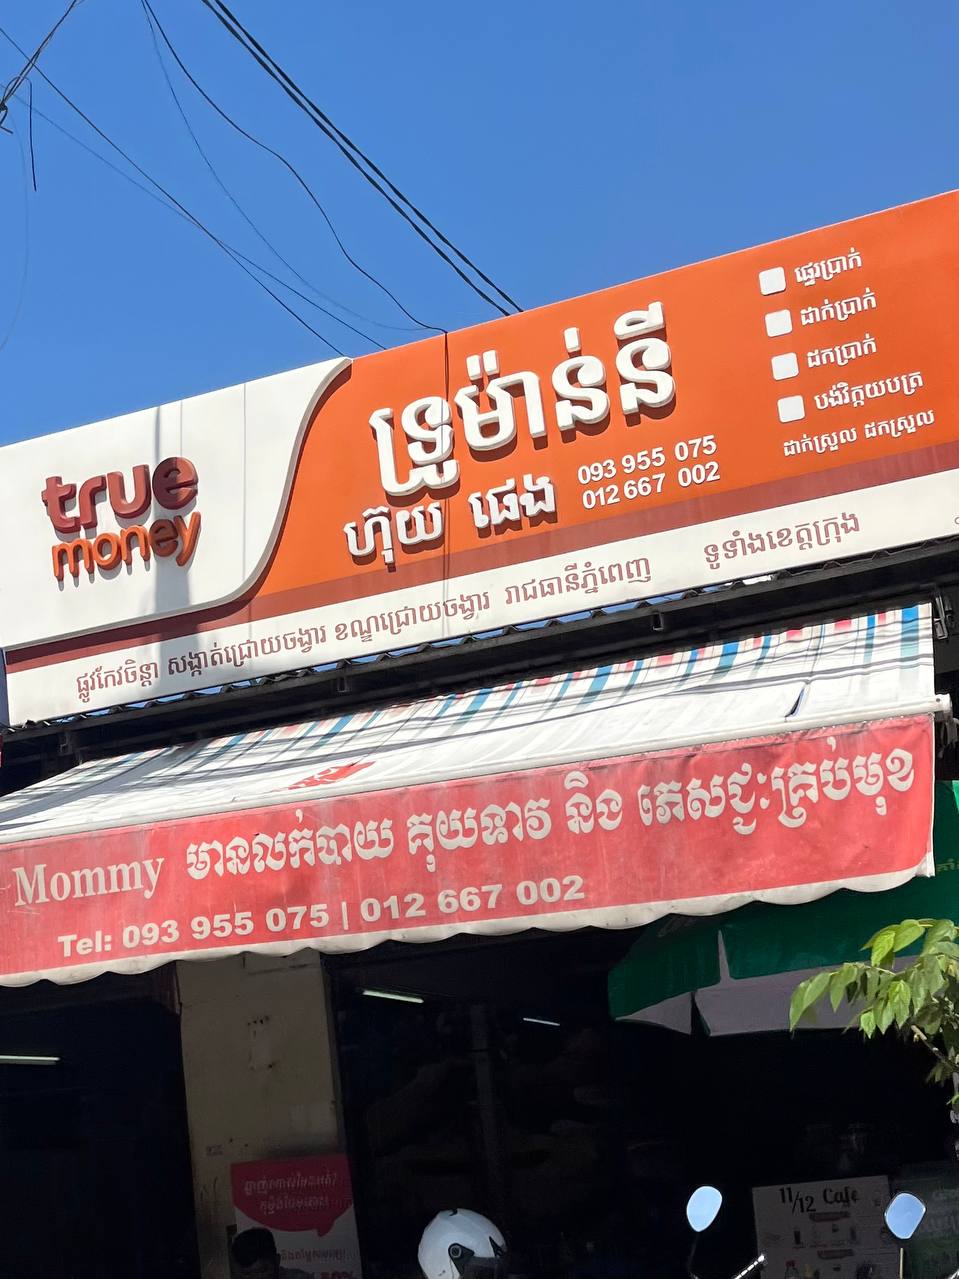 true
money
ទ្រូម៉ាន់នី
ហ៊ុយ ផេង
093 955 075
012 667 002
ផ្ទេរប្រាក់
ដាក់ប្រាក់
ដកប្រាក់
បង់វិក្កយបត្រ
ដាក់ស្រួល ដកស្រួល
ផ្លូវកែវចិន្តា សង្កាត់ជ្រោយចង្វារ ខណ្ឌជ្រោយចង្វារ រាជធានីភ្នំពេញ
ទូទាំងខេត្តក្រុង
Mommy មានលក់បាយ គុយទាវ និង ភេសជ្ជៈគ្រប់មុខ
Tel: 093 955 075 | 012 667 002
11/12 Cafe